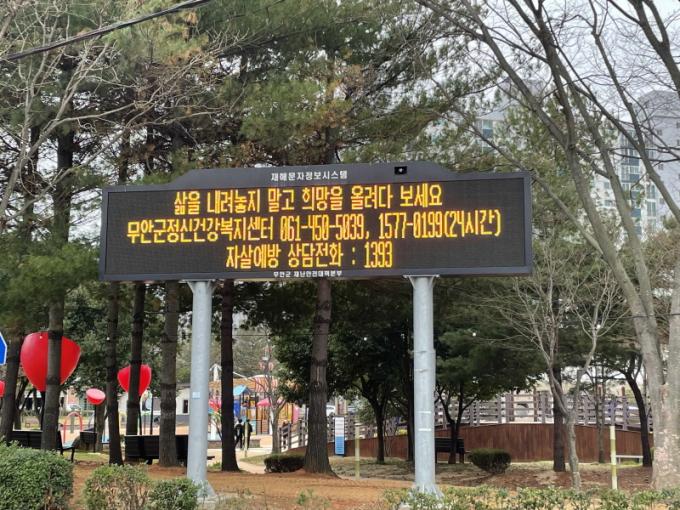 재해문자정보시스템
삶을 내려놓지 말고 희망을 올려다 보세요
무안군정신건강복지센터 061-450-5039, 1577-0199(24시간)
자살예방 상담전화 : 1393
무안군 재난안전대책본부